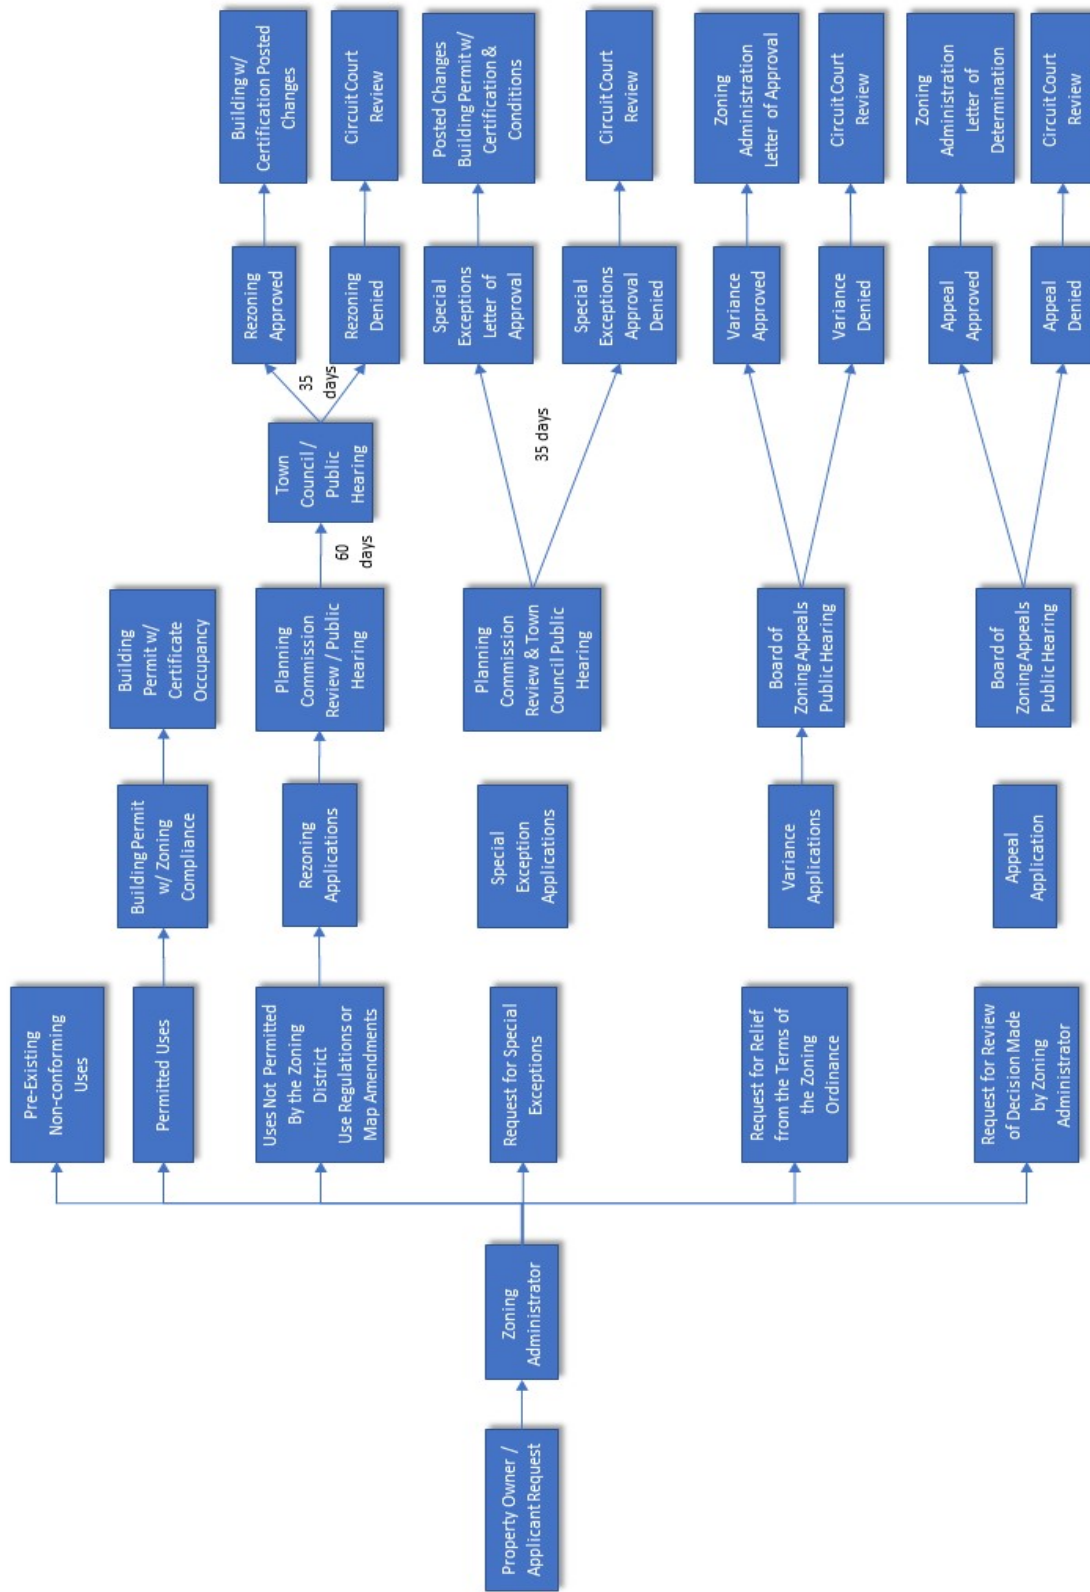 Property Owner /
Applicant Request
Zoning
Administrator
Pre-Existing
Non-conforming
Uses
Permitted Uses
Building Permit
w/ Zoning
Compliance
Building
Permit w/
Certificate
Occupancy
Uses Not Permitted
By the Zoning
District
Use Regulations or
Map Amendments
Rezoning
Applications
Planning
Commission
Review / Public
Hearing
60
days
Town
Council /
Public
Hearing
35
days
Rezoning
Approved
Building w/
Certification Posted
Changes
Rezoning
Denied
Circuit Court
Review
Request for Special
Exceptions
Special
Exception
Applications
Planning
Commission
Review & Town
Council Public
Hearing
35 days
Special
Exceptions
Letter of
Approval
Posted Changes
Building Permit w/
Certification &
Conditions
Special
Exceptions
Approval
Denied
Circuit Court
Review
Request for Relief
from the Terms of
the Zoning
Ordinance
Variance
Applications
Board of
Zoning Appeals
Public Hearing
Variance
Approved
Zoning
Administration
Letter of Approval
Variance
Denied
Circuit Court
Review
Request for Review
of Decision Made
by Zoning
Administrator
Appeal
Application
Board of
Zoning Appeals
Public Hearing
Appeal
Approved
Zoning
Administration
Letter of
Determination
Appeal
Denied
Circuit Court
Review